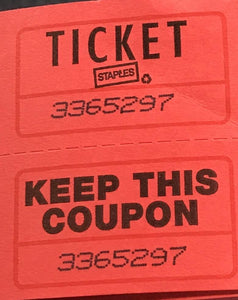 TICKET
STAPLES
3365297
KEEP THIS
COUPON
3365297